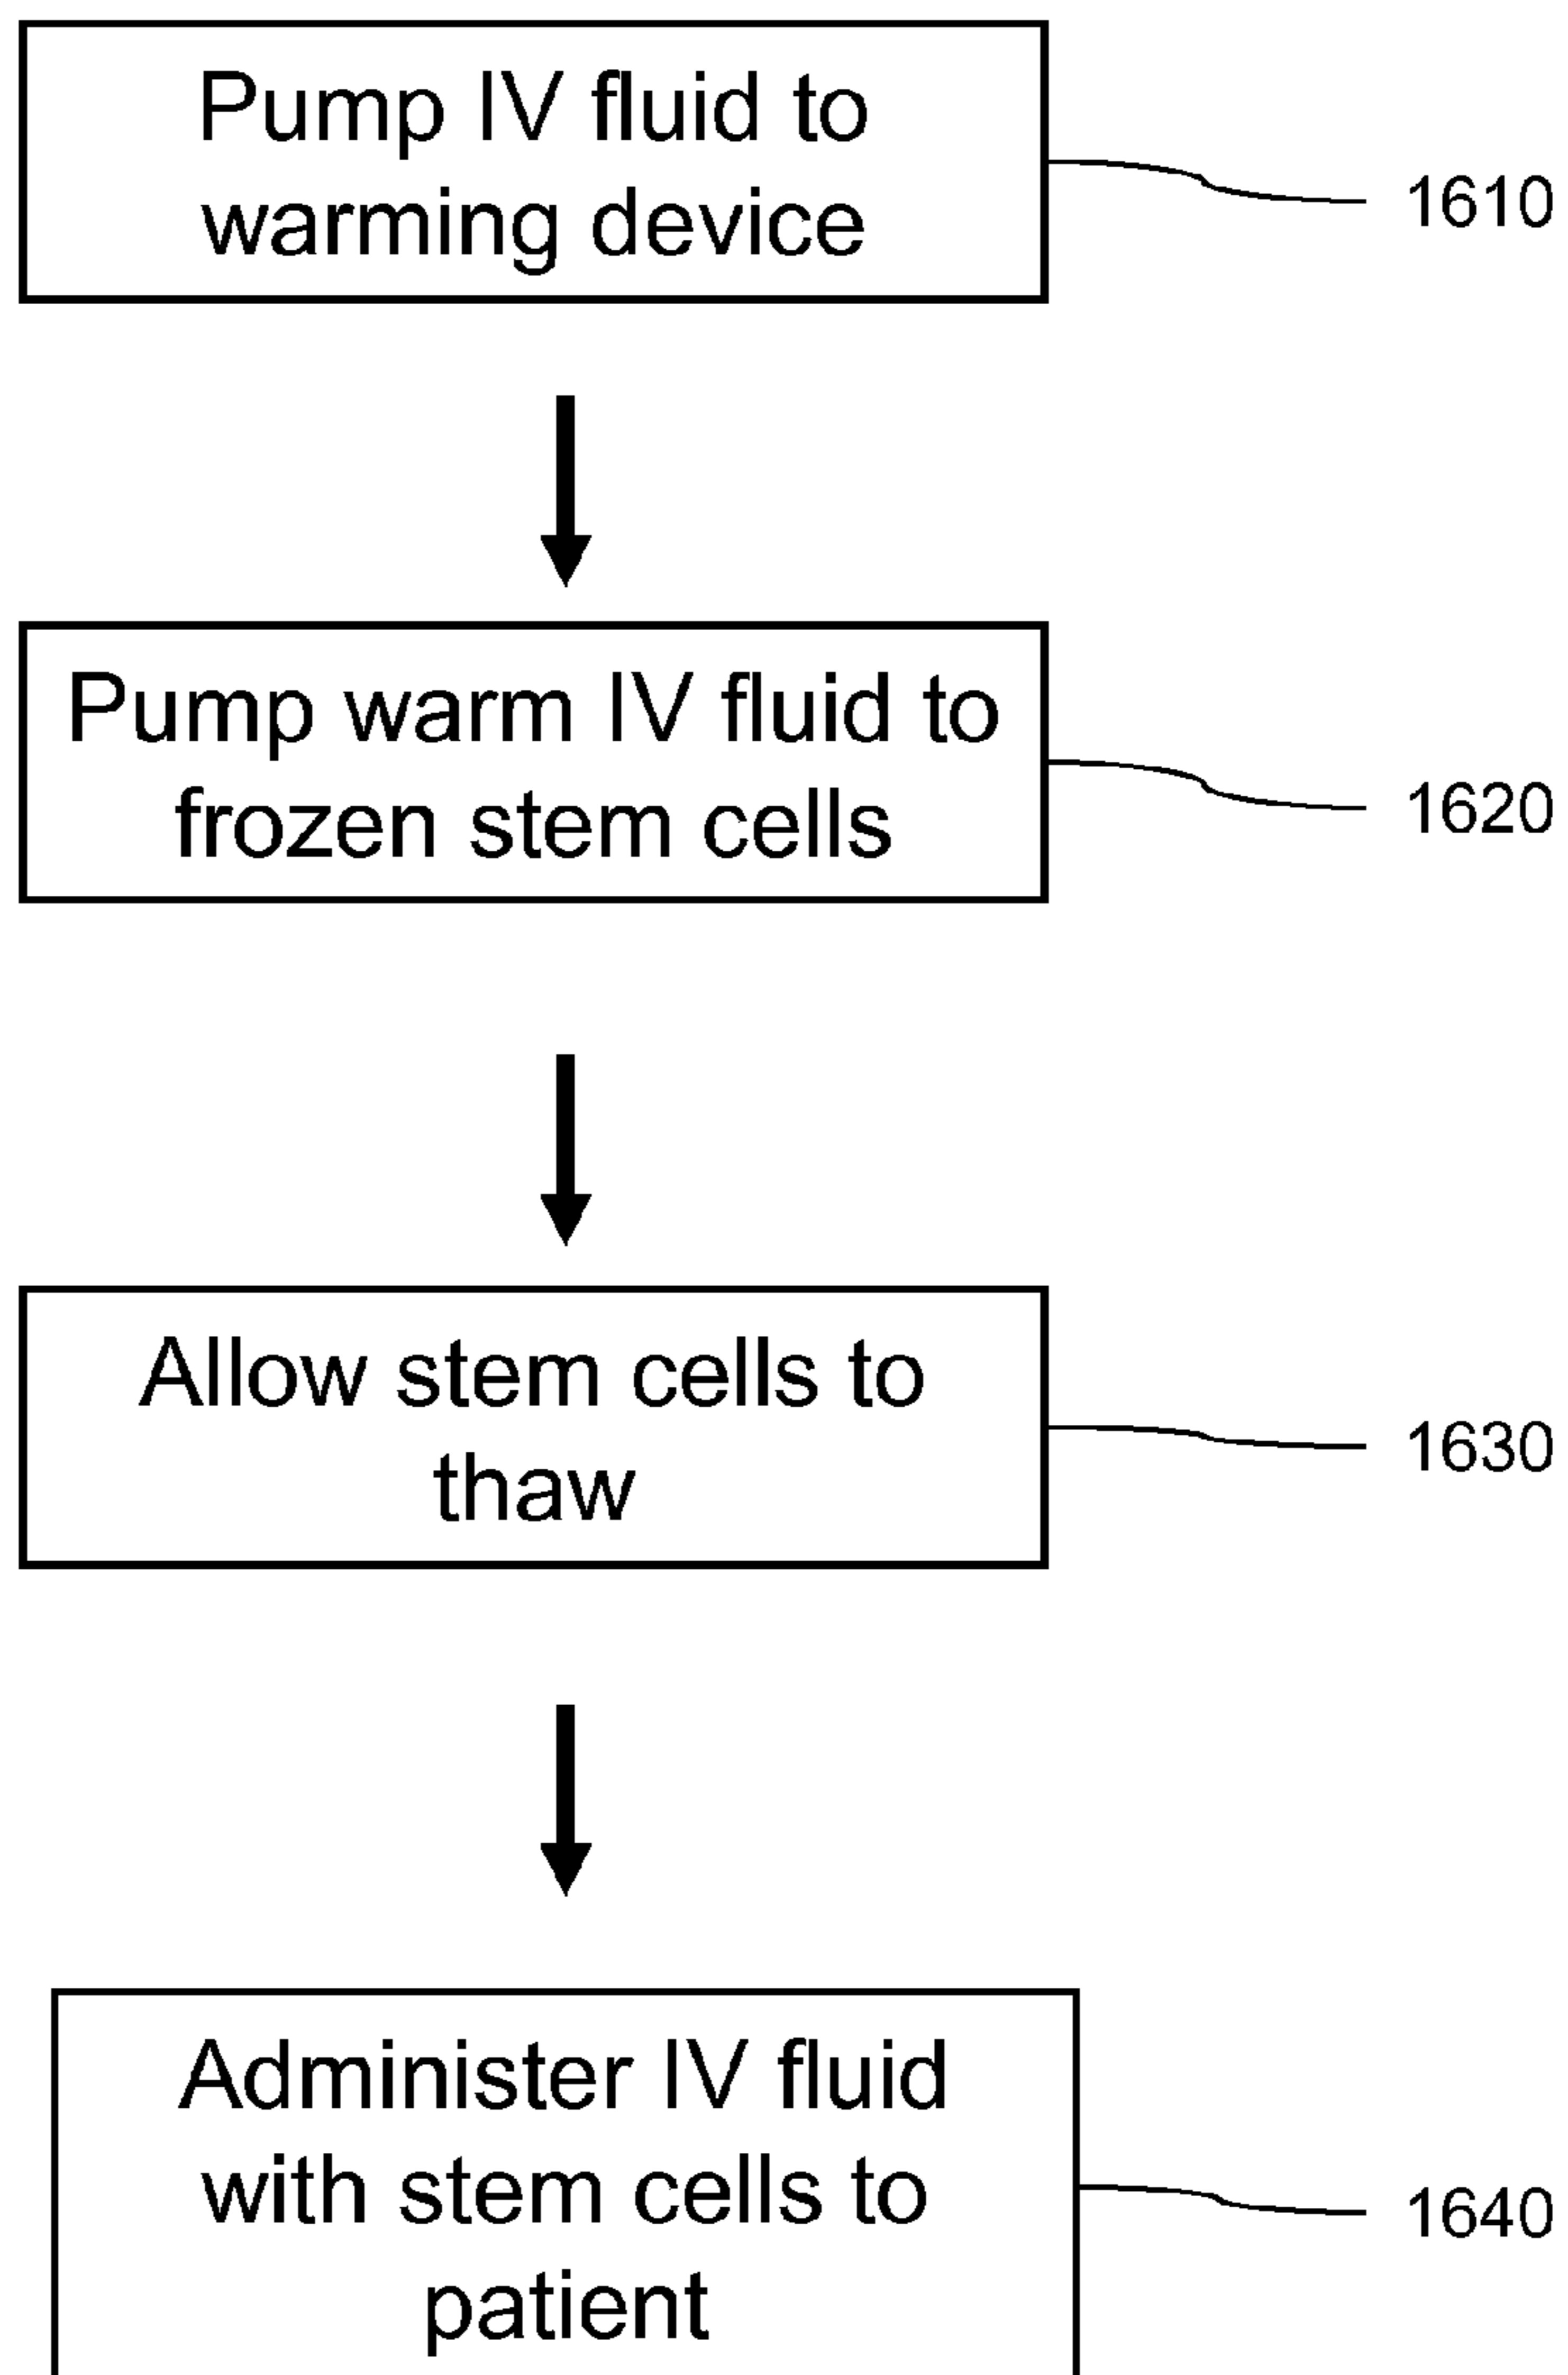 Pump IV fluid to
warming device
1610
Pump warm IV fluid to
frozen stem cells
1620
Allow stem cells to
thaw
1630
Administer IV fluid
with stem cells to
patient
1640